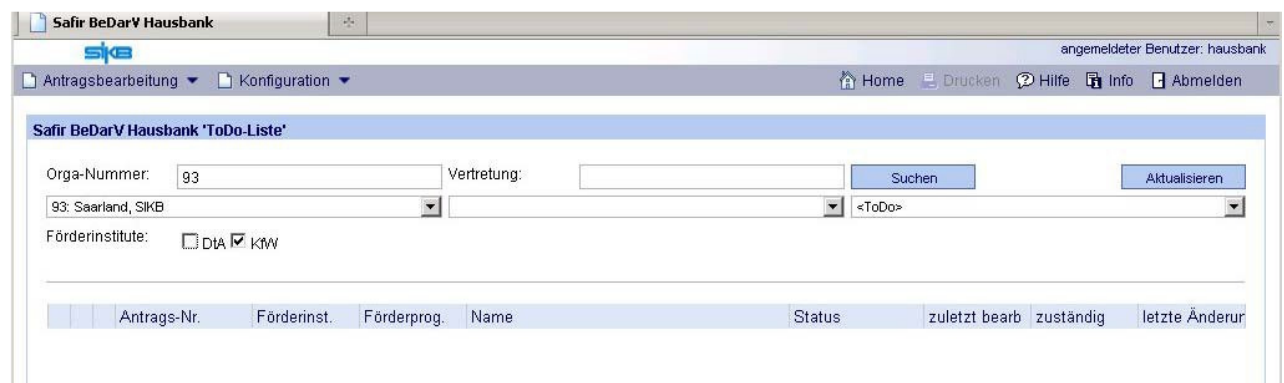 Safir BeDarV Hausbank
SIKB
angemeldeter Benutzer: hausbank
Antragsbearbeitung Konfiguration Home Drucken Hilfe Info Abmelden
Safir BeDarV Hausbank 'ToDo-Liste'
Orga-Nummer: 93 Vertretung: Suchen Aktualisieren
93: Saarland, SIKB <ToDo>
Förderinstitute: DtA KfW
Antrags-Nr. Förderinst. Förderprog. Name Status zuletzt bearb zuständig letzte Änderur